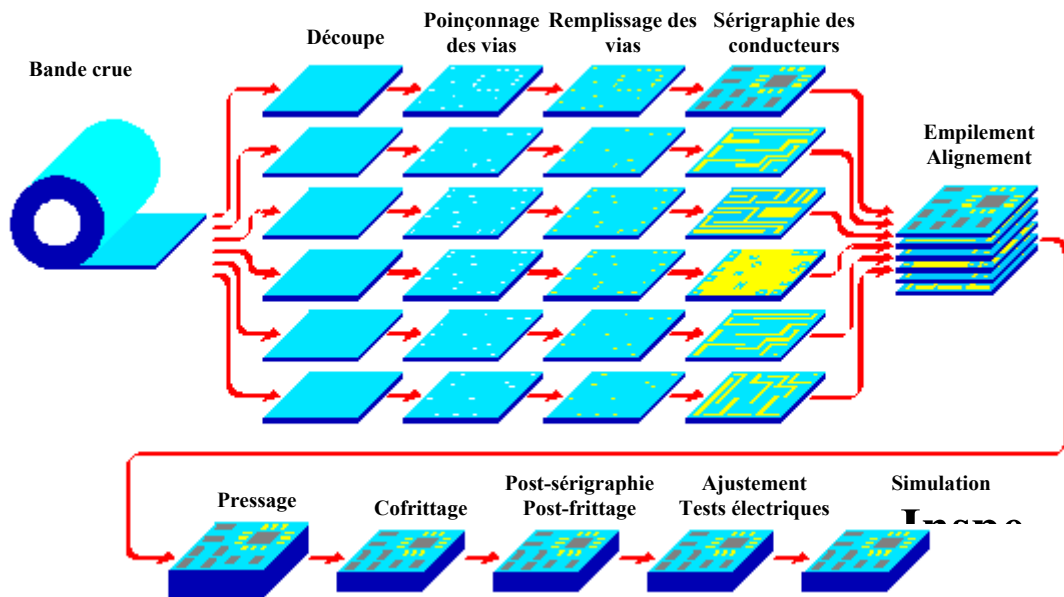 Bande crue
Découpe
Poinçonnage
des vias
Remplissage des
vias
Sérigraphie des
conducteurs
Empilement
Alignement
Pressage
Cofrittage
Post-sérigraphie
Post-frittage
Ajustement
Tests électriques
Simulation